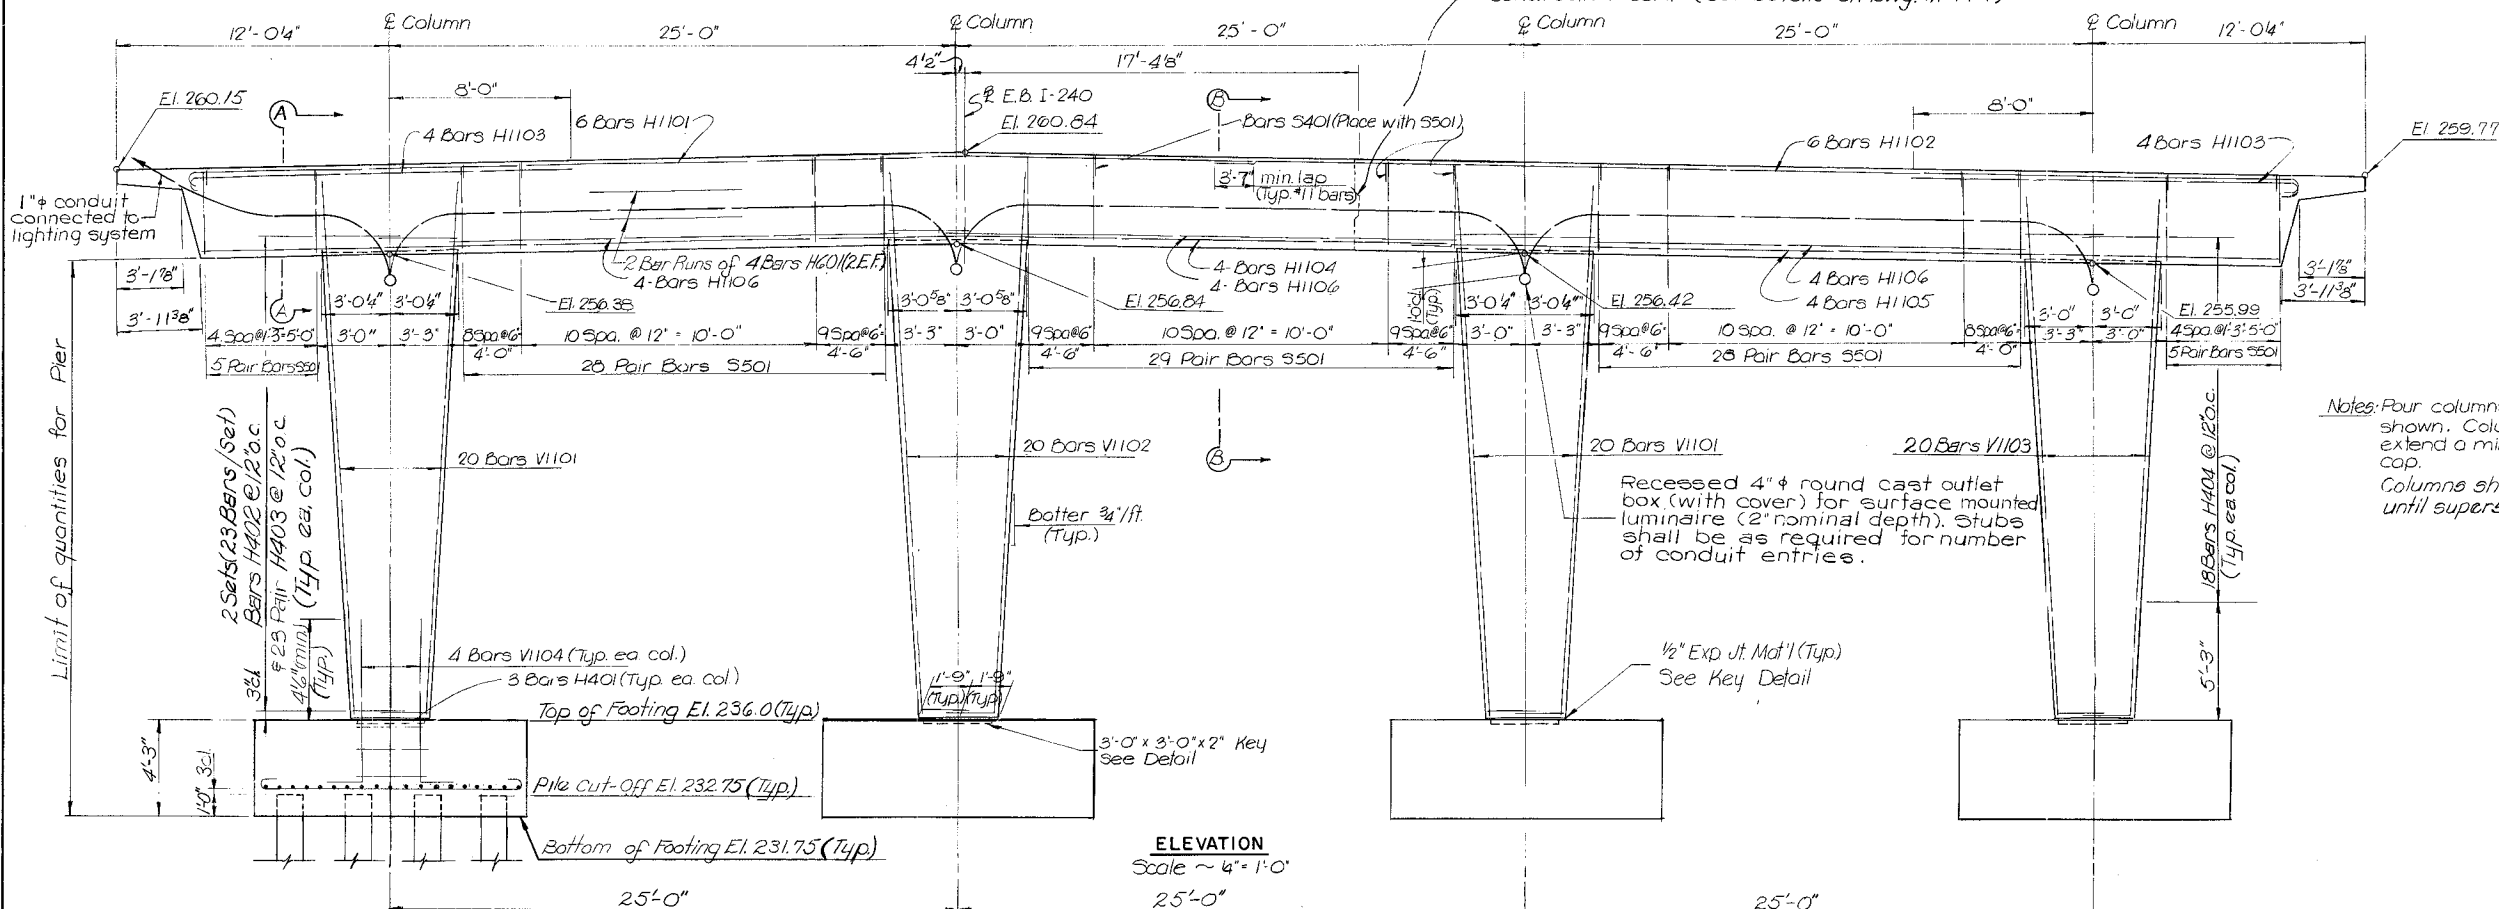 ℄ Column
℄ Column
℄ Column
℄ Column
12'-0¼"
25'-0"
25'-0"
25'-0"
12'-0¼"
4½"
17'-4⅛"
8'-0"
8'-0"
El. 260.15
A
4 Bars H1103
6 Bars H1101
E.B. I-240
El. 260.84
B
Bars S401 (Place with S501)
6 Bars H1102
4 Bars H1103
El. 259.77
3'-7" min. lap
(Typ. #11 bars)
1"φ conduit
connected to
lighting system
2 Bar Runs of 4 Bars H601 (2 E.F.)
4-Bars H1106
4-Bars H1104
4-Bars H1106
4 Bars H1106
4 Bars H1105
3'-1⅞"
3'-11⅜"
A
El. 256.38
El. 256.84
El. 256.42
El. 255.99
3'-1⅞"
3'-11⅜"
3'-0¼" 3'-0¼"
3'-0⅝" 3'-0⅝"
3'-0¼" 3'-0¼"
3'-0" 3'-0"
(Typ.)
4 Spa @ 1'-3"=5'-0"
3'-0" 3'-3"
8 Spa @ 6"=
4'-0"
10 Spa. @ 12" = 10'-0"
9 Spa @ 6"=
4'-6"
3'-3" 3'-0"
9 Spa @ 6"=
4'-6"
10 Spa. @ 12" = 10'-0"
9 Spa @ 6"=
4'-6"
3'-0" 3'-3"
9 Spa @ 6"=
4'-6"
10 Spa. @ 12" = 10'-0"
8 Spa @ 6"=
4'-0"
3'-3" 3'-0"
4 Spa. @ 1'-3"=5'-0"
5 Pair Bars S501
28 Pair Bars S501
29 Pair Bars S501
28 Pair Bars S501
5 Pair Bars S501
Limit of quantities for Pier
2 Sets (23 Bars/Set)
Bars H402 @ 12" o.c.
& 23 Pair H403 @ 12" o.c.
(Typ. ea. col.)
3" cl.
4'6" min.
(Typ.)
20 Bars V1101
20 Bars V1102
B
20 Bars V1101
20 Bars V1103
Batter ¾"/ft.
(Typ.)
Recessed 4"φ round cast outlet
box (with cover) for surface mounted
luminaire (2" nominal depth). Stubs
shall be as required for number
of conduit entries.
18 Bars H404 @ 12" o.c.
(Typ. ea. col.)
5'-3"
Notes: Pour column
shown. Colu
extend a mi
cap.
Columns sh
until supers
4 Bars V1104 (Typ. ea. col.)
3 Bars H401 (Typ. ea. col.)
Top of Footing El. 236.0 (Typ.)
1'-9" 1'-9"
(Typ.) (Typ.)
½" Exp. Jt. Mat'l (Typ.)
See Key Detail
3'-0" x 3'-0" x 2" Key
See Detail
4'-3"
3 cl.
1'-0"
Pile Cut-Off El. 232.75 (Typ.)
Bottom of Footing El. 231.75 (Typ.)
ELEVATION
Scale ~ ¼" = 1'-0"
25'-0"
25'-0"
25'-0"